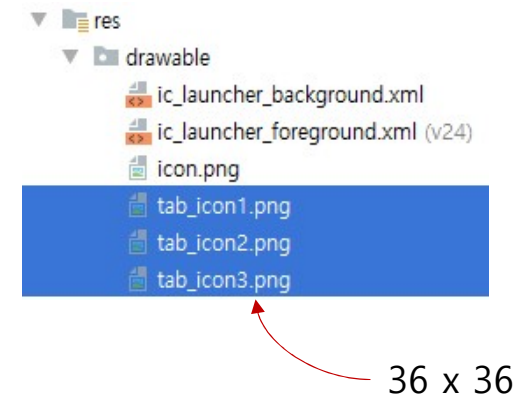 res
drawable
ic_launcher_background.xml
ic_launcher_foreground.xml (v24)
icon.png
tab_icon1.png
tab_icon2.png
tab_icon3.png
36 x 36